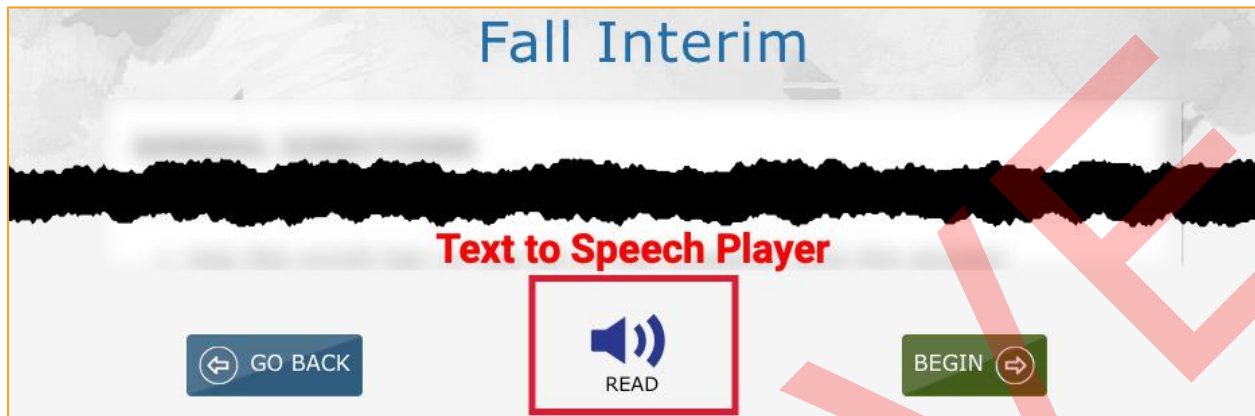 Fall Interim
Text to Speech Player
GO BACK
READ
BEGIN